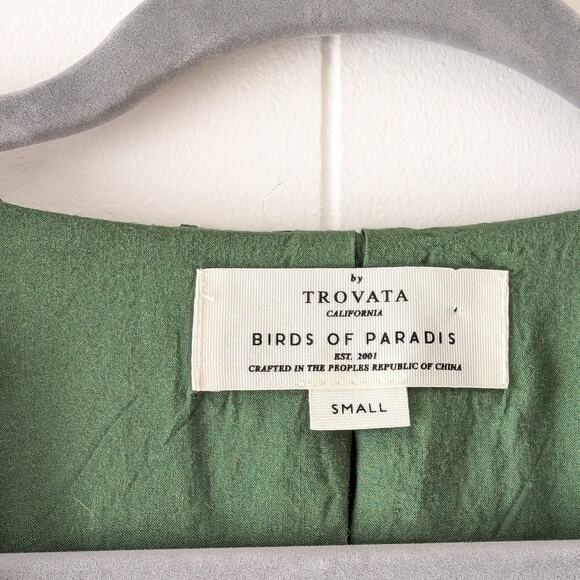 by
TROVATA
CALIFORNIA
BIRDS OF PARADIS
EST. 2001
CRAFTED IN THE PEOPLES REPUBLIC OF CHINA
SMALL